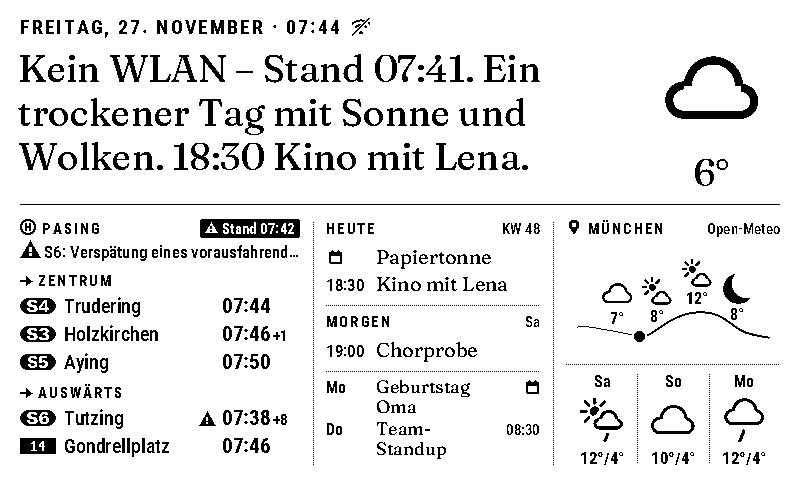 FREITAG, 27. NOVEMBER · 07:44
Kein WLAN – Stand 07:41. Ein
trockener Tag mit Sonne und
Wolken. 18:30 Kino mit Lena.
6°
H PASING
Stand 07:42
S6: Verspätung eines vorausfahrend…
→ ZENTRUM
S4 Trudering 07:44
S3 Holzkirchen 07:46 +1
S5 Aying 07:50
→ AUSWÄRTS
S6 Tutzing 07:38 +8
14 Gondrellplatz 07:46
HEUTE KW 48
Papiertonne
18:30 Kino mit Lena
MORGEN Sa
19:00 Chorprobe
Mo Geburtstag
Oma
Do Team- 08:30
Standup
MÜNCHEN Open-Meteo
7° 8° 12° 8°
Sa So Mo
12°/4° 10°/4° 12°/4°